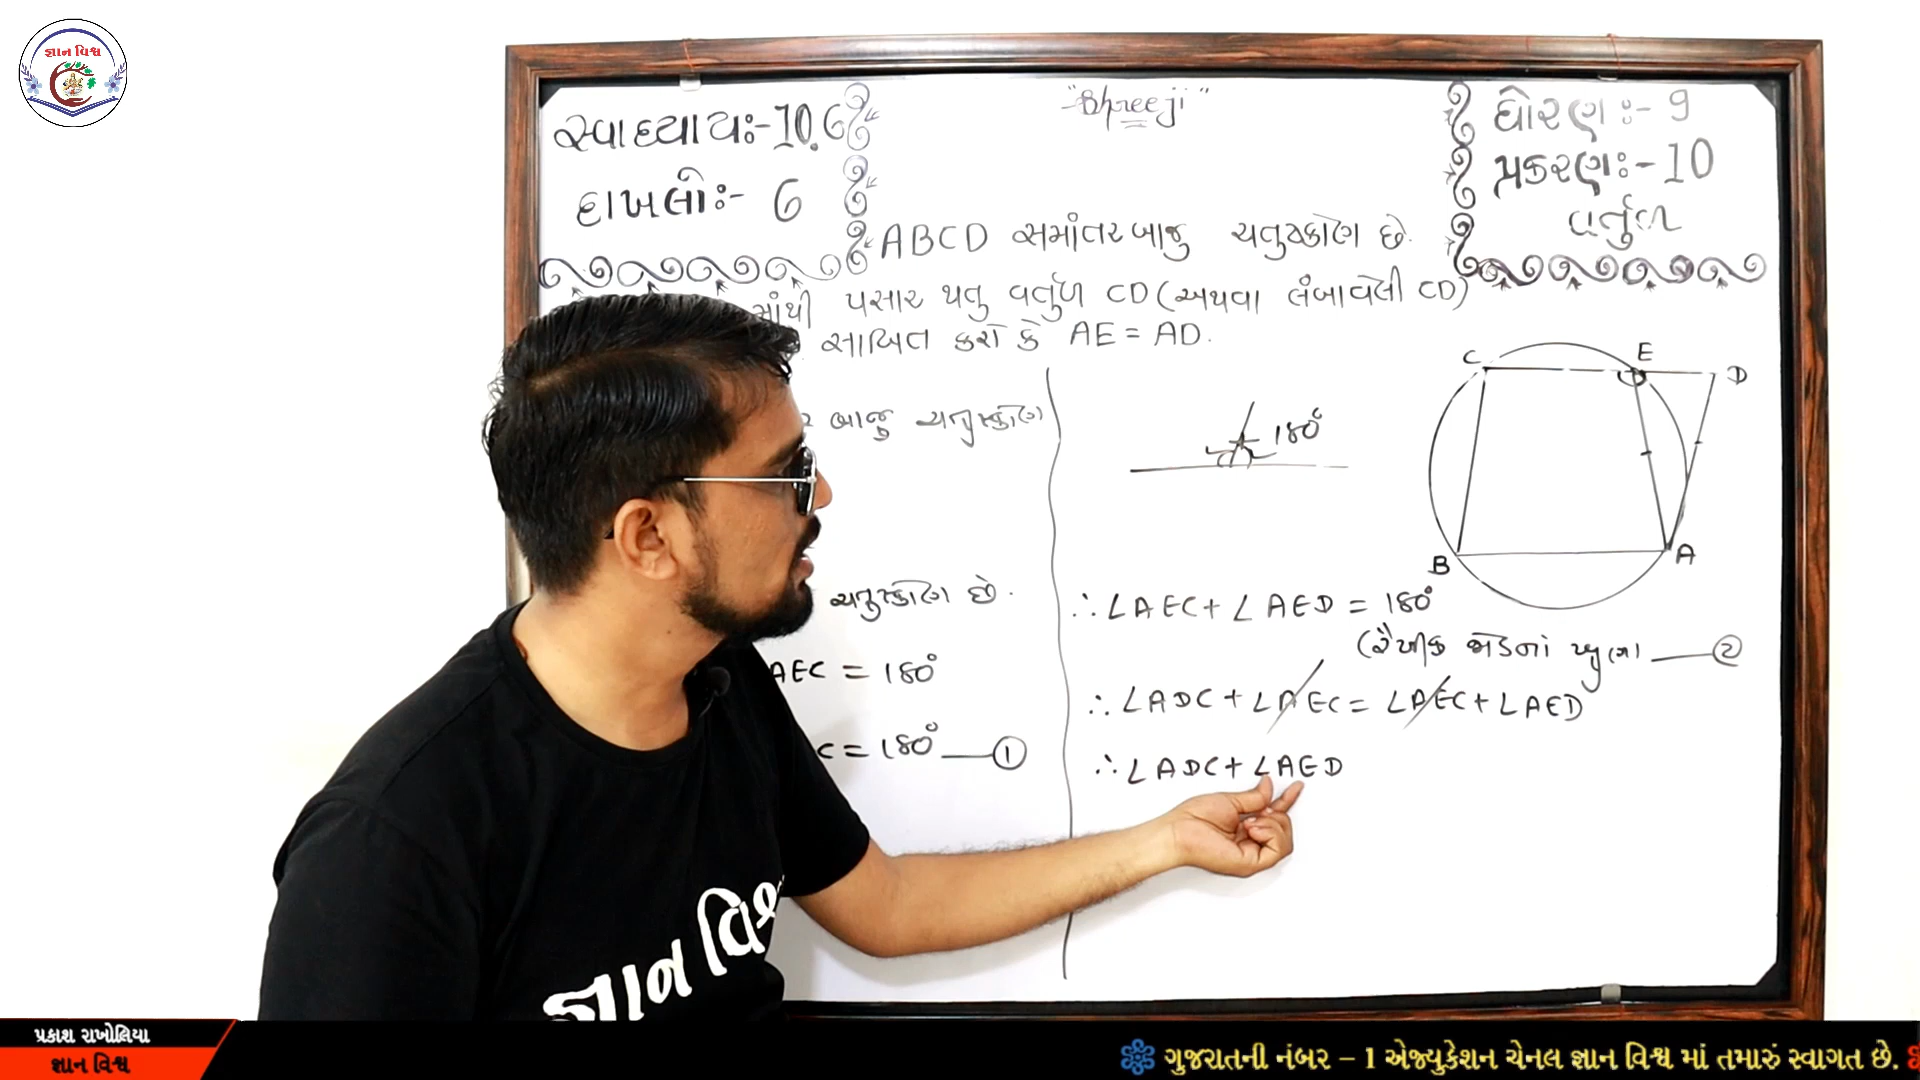 જ્ઞાન વિશ્વ
સ્વાધ્યાયઃ-10.6
દાખલોઃ- 6
"Shreeji"
ધોરણઃ- 9
પ્રકરણઃ- 10
વર્તુળ
ABCD સમાંતરબાજુ ચતુષ્કોણ છે.
માંથી પસાર થતુ વર્તુળ CD (અથવા લંબાવેલી CD)
સાબિત કરો કે AE = AD.
બાજુ ચતુષ્કોણ
ચતુષ્કોણ છે.
AEC = 180°
C = 180° — ①
180°
C E D
B A
∴ ∠AEC + ∠AED = 180°
(રૈખીક જોડનાં ખુણા) — ②
∴ ∠ADC + ∠AEC = ∠AEC + ∠AED
∴ ∠ADC + ∠AED
જ્ઞાન વિશ્વ
પ્રકાશ રાખોલિયા
જ્ઞાન વિશ્વ
ગુજરાતની નંબર – 1 એજ્યુકેશન ચેનલ જ્ઞાન વિશ્વ માં તમારું સ્વાગત છે.